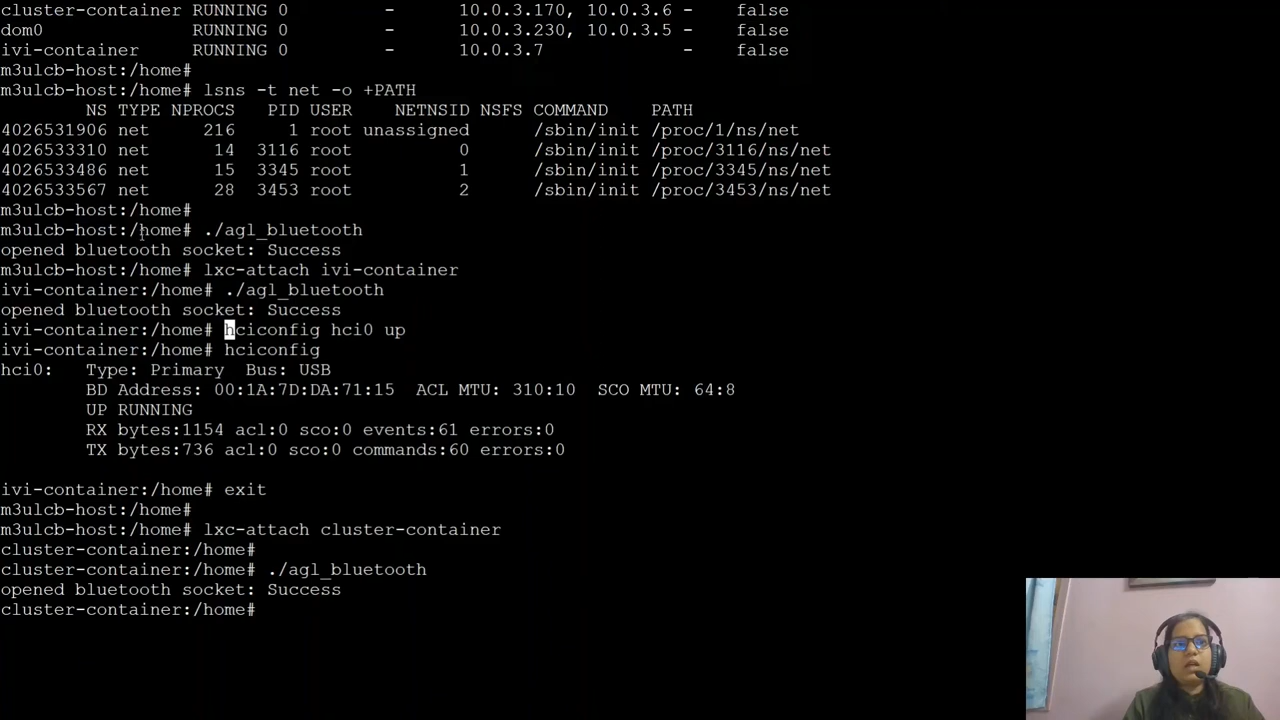 cluster-container RUNNING 0 - 10.0.3.170, 10.0.3.6 - false
dom0 RUNNING 0 - 10.0.3.230, 10.0.3.5 - false
ivi-container RUNNING 0 - 10.0.3.7 - false
m3ulcb-host:/home#
m3ulcb-host:/home# lsns -t net -o +PATH
NS TYPE NPROCS PID USER NETNSID NSFS COMMAND PATH
4026531906 net 216 1 root unassigned /sbin/init /proc/1/ns/net
4026533310 net 14 3116 root 0 /sbin/init /proc/3116/ns/net
4026533486 net 15 3345 root 1 /sbin/init /proc/3345/ns/net
4026533567 net 28 3453 root 2 /sbin/init /proc/3453/ns/net
m3ulcb-host:/home#
m3ulcb-host:/home# ./agl_bluetooth
opened bluetooth socket: Success
m3ulcb-host:/home# lxc-attach ivi-container
ivi-container:/home# ./agl_bluetooth
opened bluetooth socket: Success
ivi-container:/home# hciconfig hci0 up
ivi-container:/home# hciconfig
hci0: Type: Primary Bus: USB
BD Address: 00:1A:7D:DA:71:15 ACL MTU: 310:10 SCO MTU: 64:8
UP RUNNING
RX bytes:1154 acl:0 sco:0 events:61 errors:0
TX bytes:736 acl:0 sco:0 commands:60 errors:0
ivi-container:/home# exit
m3ulcb-host:/home#
m3ulcb-host:/home# lxc-attach cluster-container
cluster-container:/home#
cluster-container:/home# ./agl_bluetooth
opened bluetooth socket: Success
cluster-container:/home#